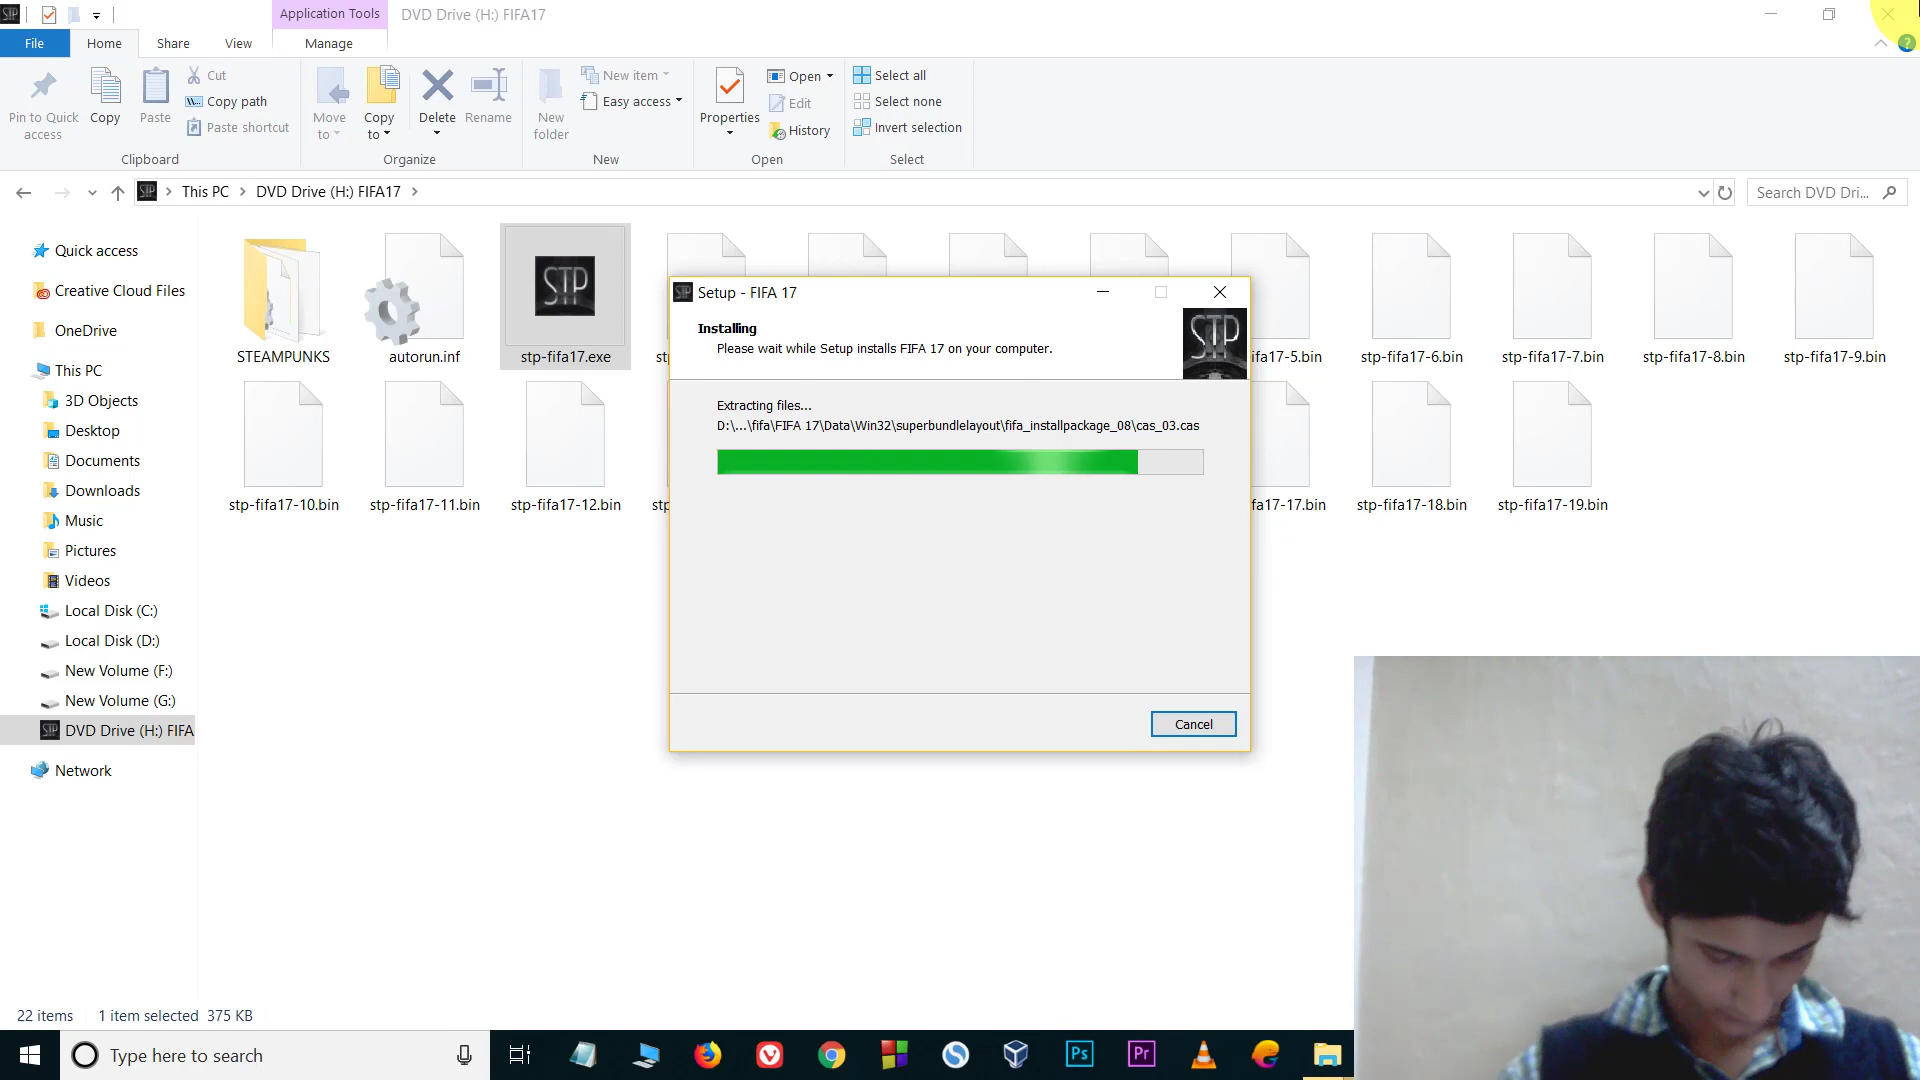 STP
Application Tools
DVD Drive (H:) FIFA17
File
Home
Share
View
Manage
Pin to Quick access
Copy
Paste
Cut
Copy path
Paste shortcut
Clipboard
Move to
Copy to
Delete
Rename
Organize
New folder
New item
Easy access
New
Properties
Open
Edit
History
Open
Select all
Select none
Invert selection
Select
STP
This PC
DVD Drive (H:) FIFA17
Search DVD Dri...
Quick access
Creative Cloud Files
OneDrive
This PC
3D Objects
Desktop
Documents
Downloads
Music
Pictures
Videos
Local Disk (C:)
Local Disk (D:)
New Volume (F:)
New Volume (G:)
STP
DVD Drive (H:) FIFA
Network
STEAMPUNKS
autorun.inf
STP
stp-fifa17.exe
ifa17-5.bin
stp-fifa17-6.bin
stp-fifa17-7.bin
stp-fifa17-8.bin
stp-fifa17-9.bin
stp-fifa17-10.bin
stp-fifa17-11.bin
stp-fifa17-12.bin
fa17-17.bin
stp-fifa17-18.bin
stp-fifa17-19.bin
STP
Setup - FIFA 17
Installing
Please wait while Setup installs FIFA 17 on your computer.
STP
Extracting files...
D:\...\fifa\FIFA 17\Data\Win32\superbundlelayout\fifa_installpackage_08\cas_03.cas
Cancel
22 items
1 item selected
375 KB
Type here to search
Ps
Pr